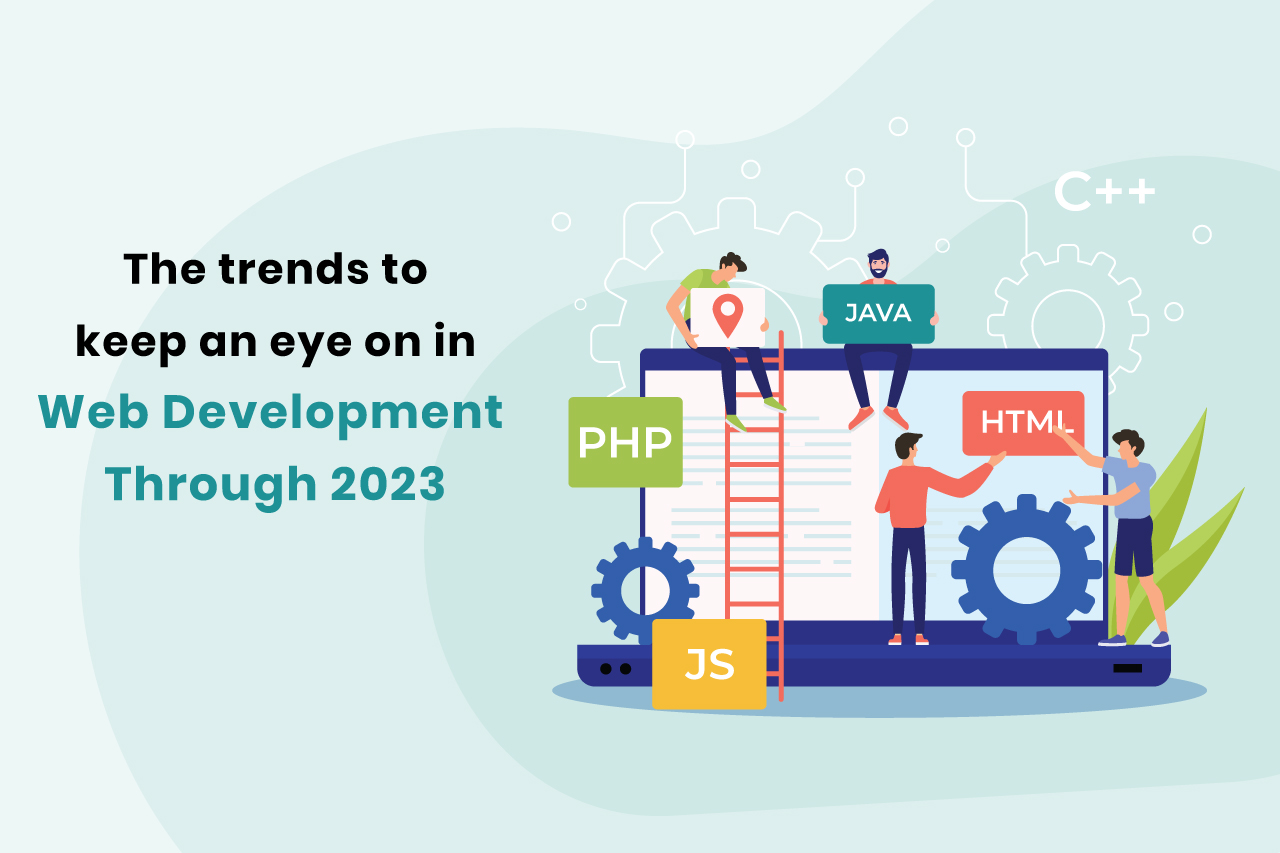 The trends to
keep an eye on in
Web Development
Through 2023
C++
JAVA
HTML
PHP
JS